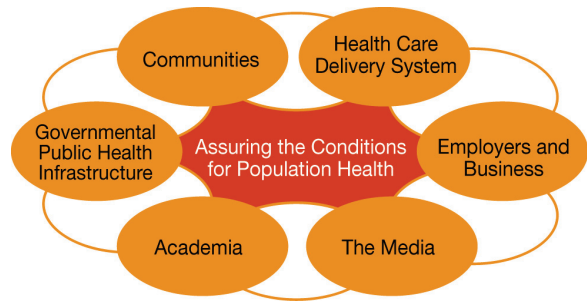 Communities
Health Care
Delivery System
Governmental
Public Health
Infrastructure
Assuring the Conditions
for Population Health
Employers and
Business
Academia
The Media